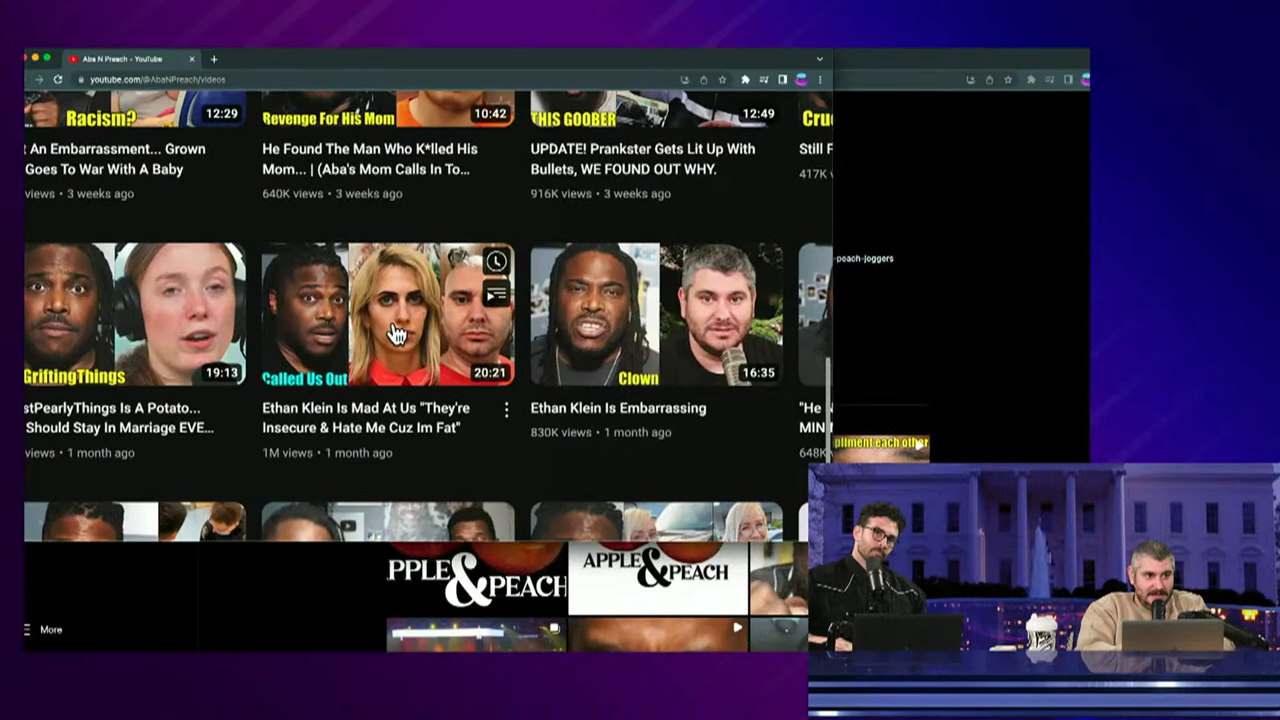 Aba N Preach - YouTube
youtube.com/@AbaNPreach/videos
Racism?
12:29
Revenge For His Mom
10:42
THIS GOOBER
12:49
An Embarrassment... Grown
Goes To War With A Baby
views • 3 weeks ago
He Found The Man Who K*lled His
Mom... | (Aba's Mom Calls In To...
640K views • 3 weeks ago
UPDATE! Prankster Gets Lit Up With
Bullets, WE FOUND OUT WHY.
916K views • 3 weeks ago
Still F
417K
-peach-joggers
GriftingThings
19:13
Called Us Out
20:21
Clown
16:35
stPearlyThings Is A Potato...
Should Stay In Marriage EVE...
views • 1 month ago
Ethan Klein Is Mad At Us "They're
Insecure & Hate Me Cuz Im Fat"
1M views • 1 month ago
Ethan Klein Is Embarrassing
830K views • 1 month ago
"He N
MIN
648K
pliment each other
PPLE & PEACH
APPLE & PEACH
More